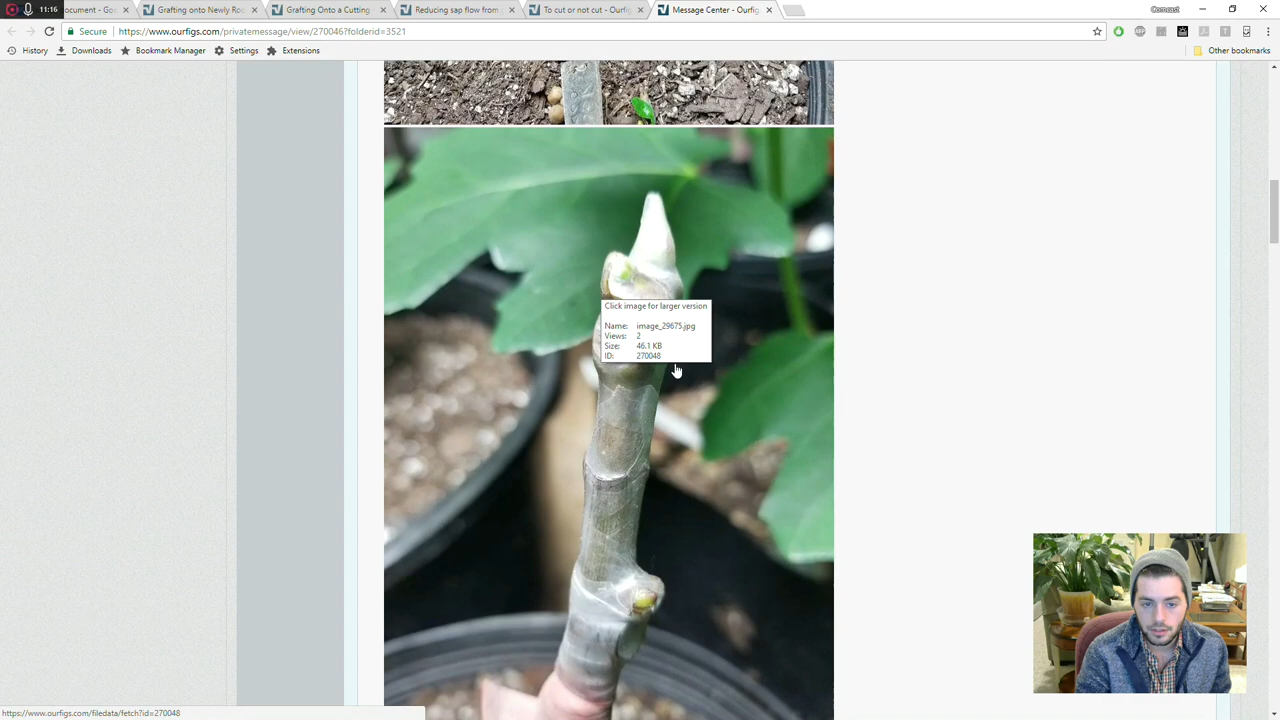 11:16
ocument - Goo
Grafting onto Newly Ro
Grafting Onto a Cutting
Reducing sap flow from
To cut or not cut - Ourfig
Message Center - Ourfig
Comcast
Secure
https://www.ourfigs.com/privatemessage/view/270046?folderid=3521
History
Downloads
Bookmark Manager
Settings
Extensions
Other bookmarks
Click image for larger version
Name: image_29675.jpg
Views: 2
Size: 46.1 KB
ID: 270048
https://www.ourfigs.com/filedata/fetch?id=270048